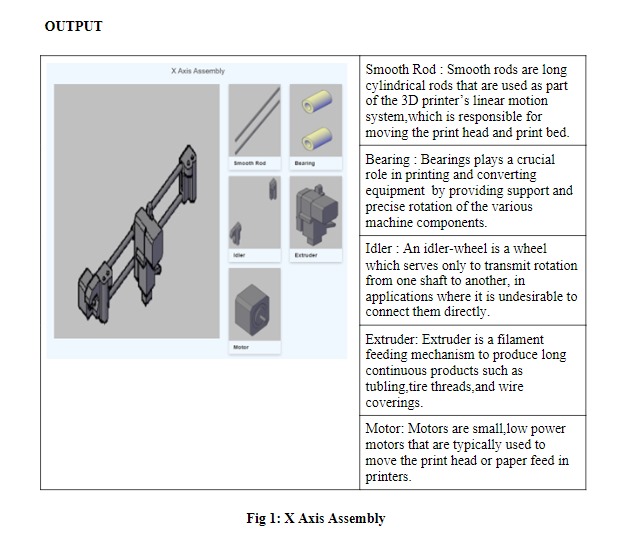 OUTPUT
X Axis Assembly
Smooth Rod
Bearing
Idler
Extruder
Motor
Smooth Rod : Smooth rods are long
cylindrical rods that are used as part
of the 3D printer’s linear motion
system,which is responsible for
moving the print head and print bed.
Bearing : Bearings plays a crucial
role in printing and converting
equipment by providing support and
precise rotation of the various
machine components.
Idler : An idler-wheel is a wheel
which serves only to transmit rotation
from one shaft to another, in
applications where it is undesirable to
connect them directly.
Extruder: Extruder is a filament
feeding mechanism to produce long
continuous products such as
tubling,tire threads,and wire
coverings.
Motor: Motors are small,low power
motors that are typically used to
move the print head or paper feed in
printers.
Fig 1: X Axis Assembly